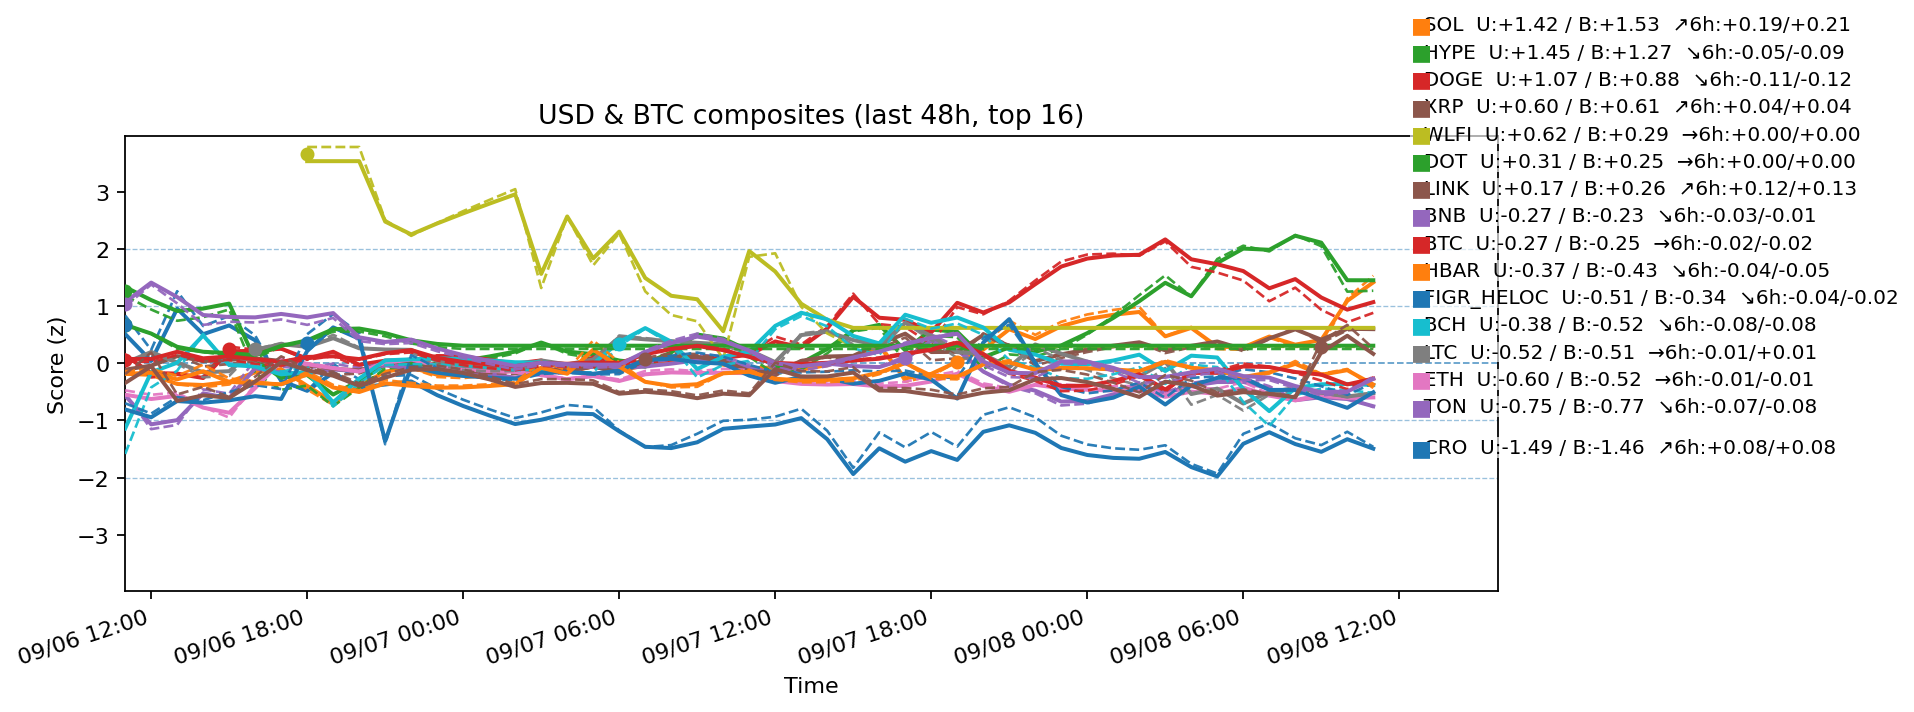 SOL U:+1.42 / B:+1.53 ↗6h:+0.19/+0.21
HYPE U:+1.45 / B:+1.27 ↘6h:-0.05/-0.09
DOGE U:+1.07 / B:+0.88 ↘6h:-0.11/-0.12
XRP U:+0.60 / B:+0.61 ↗6h:+0.04/+0.04
USD & BTC composites (last 48h, top 16)
WLFI U:+0.62 / B:+0.29 →6h:+0.00/+0.00
DOT U:+0.31 / B:+0.25 →6h:+0.00/+0.00
LINK U:+0.17 / B:+0.26 ↗6h:+0.12/+0.13
BNB U:-0.27 / B:-0.23 ↘6h:-0.03/-0.01
BTC U:-0.27 / B:-0.25 →6h:-0.02/-0.02
HBAR U:-0.37 / B:-0.43 ↘6h:-0.04/-0.05
FIGR_HELOC U:-0.51 / B:-0.34 ↘6h:-0.04/-0.02
BCH U:-0.38 / B:-0.52 ↘6h:-0.08/-0.08
LTC U:-0.52 / B:-0.51 →6h:-0.01/+0.01
ETH U:-0.60 / B:-0.52 →6h:-0.01/-0.01
TON U:-0.75 / B:-0.77 ↘6h:-0.07/-0.08
CRO U:-1.49 / B:-1.46 ↗6h:+0.08/+0.08
Score (z)
3
2
1
0
−1
−2
−3
09/06 12:00
09/06 18:00
09/07 00:00
09/07 06:00
09/07 12:00
09/07 18:00
09/08 00:00
09/08 06:00
09/08 12:00
Time